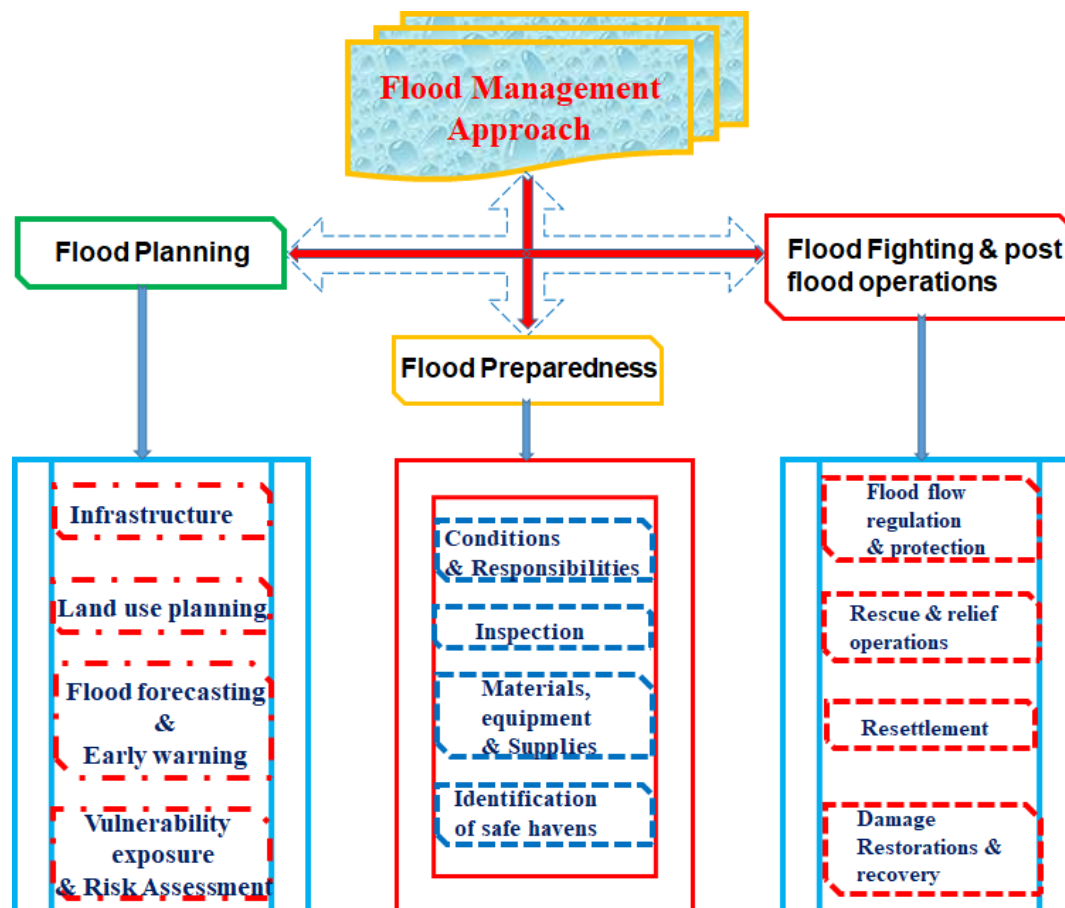 Flood Management
Approach
Flood Planning
Flood Fighting & post
flood operations
Flood Preparedness
Infrastructure
Land use planning
Flood forecasting
&
Early warning
Vulnerability
exposure
& Risk Assessment
Conditions
& Responsibilities
Inspection
Materials,
equipment
& Supplies
Identification
of safe havens
Flood flow
regulation
& protection
Rescue & relief
operations
Resettlement
Damage
Restorations &
recovery